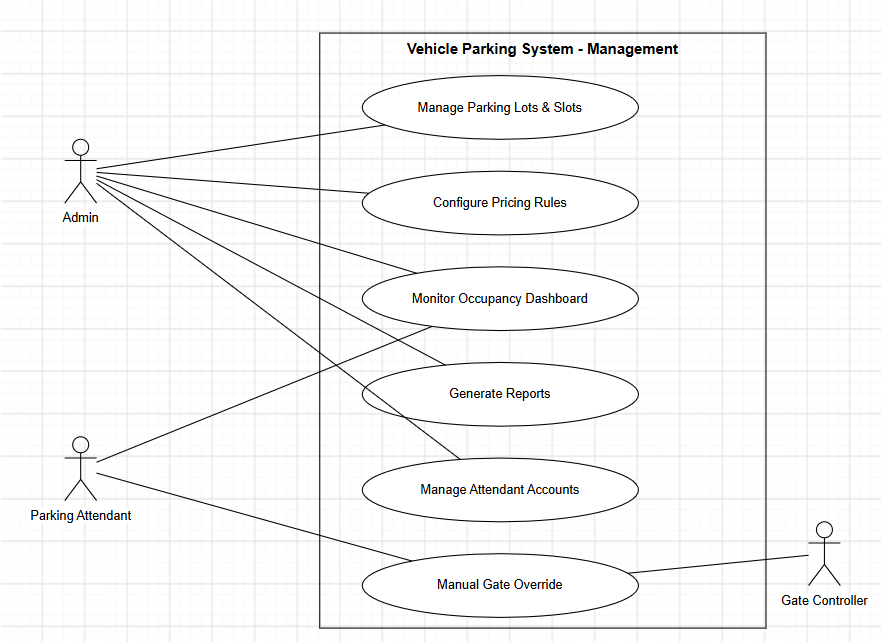 Vehicle Parking System - Management
Manage Parking Lots & Slots
Admin
Configure Pricing Rules
Monitor Occupancy Dashboard
Generate Reports
Manage Attendant Accounts
Parking Attendant
Manual Gate Override
Gate Controller